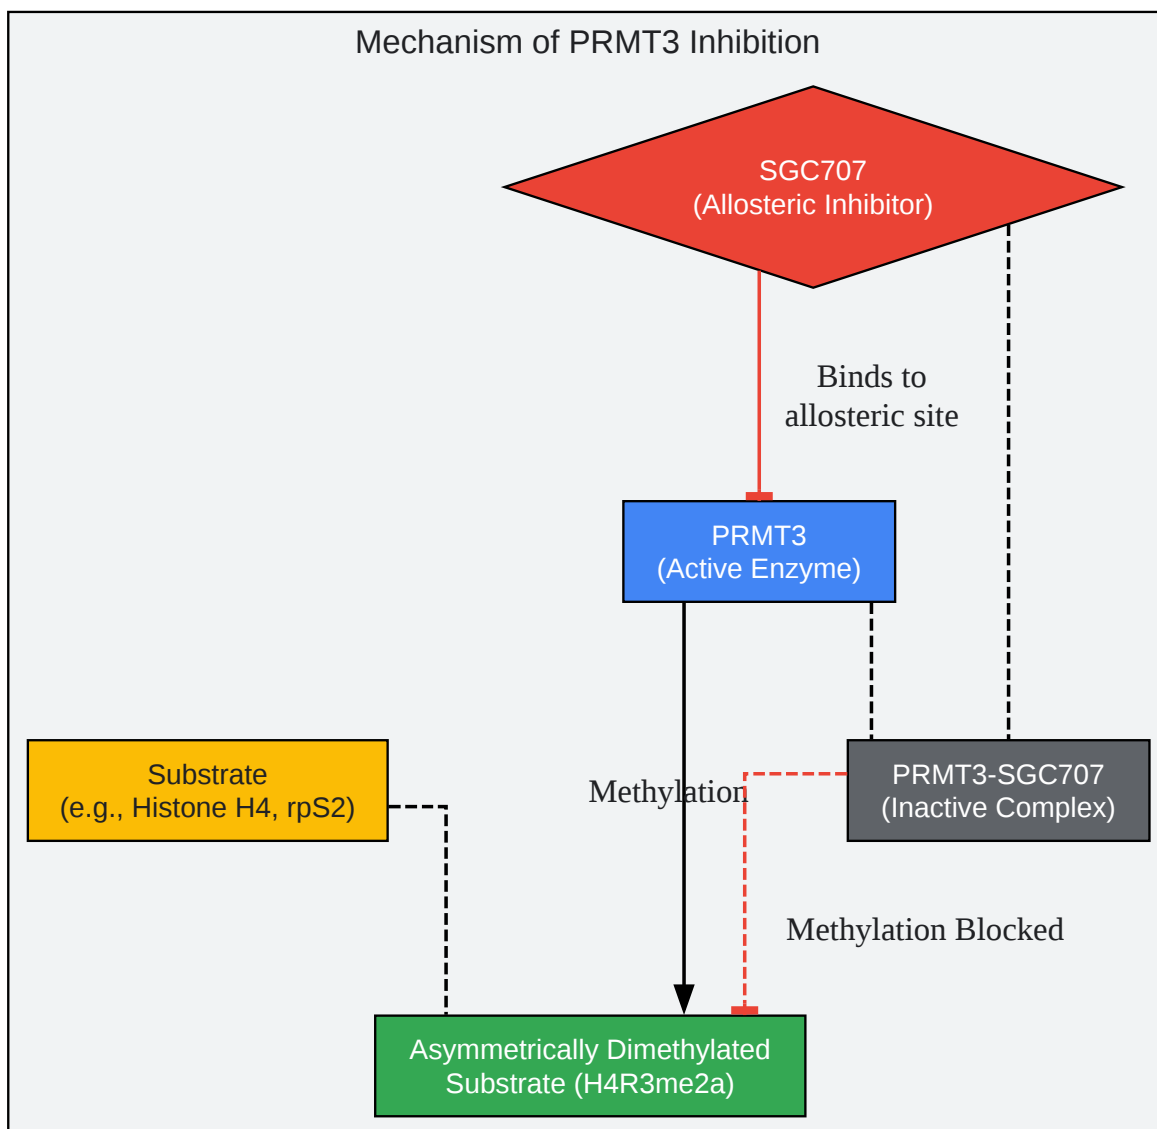 Mechanism of PRMT3 Inhibition
SGC707
(Allosteric Inhibitor)
Binds to
allosteric site
PRMT3
(Active Enzyme)
Substrate
(e.g., Histone H4, rpS2)
Methylation
PRMT3-SGC707
(Inactive Complex)
Methylation Blocked
Asymmetrically Dimethylated
Substrate (H4R3me2a)